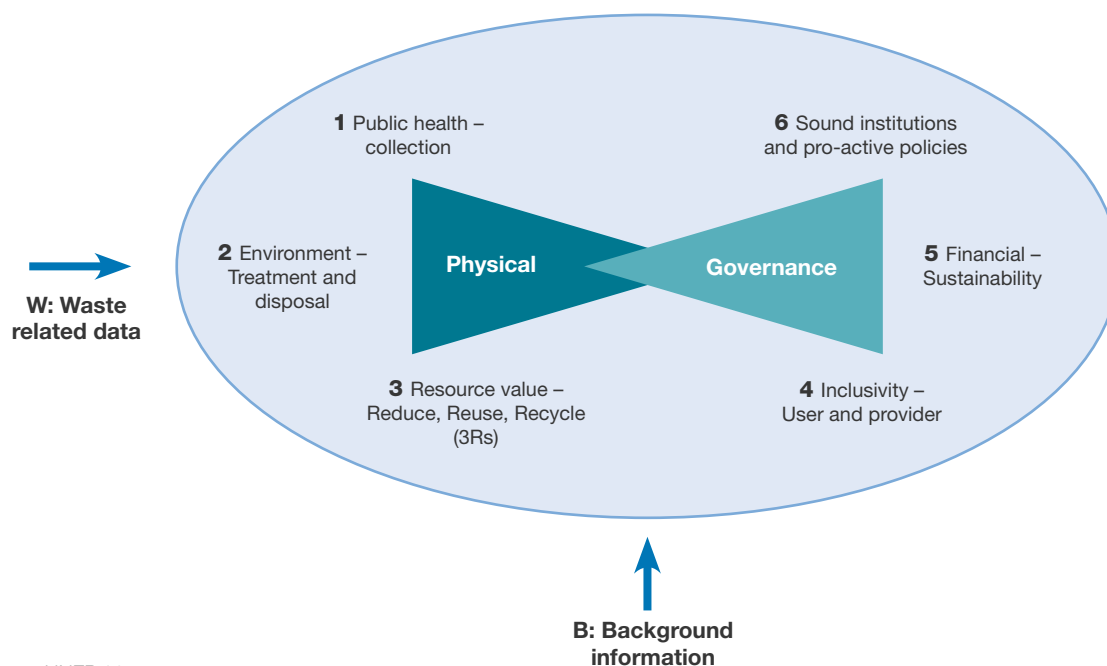 1 Public health –
collection
6 Sound institutions
and pro-active policies
2 Environment –
Treatment and
disposal
Physical
Governance
5 Financial –
Sustainability
W: Waste
related data
3 Resource value –
Reduce, Reuse, Recycle
(3Rs)
4 Inclusivity –
User and provider
B: Background
information